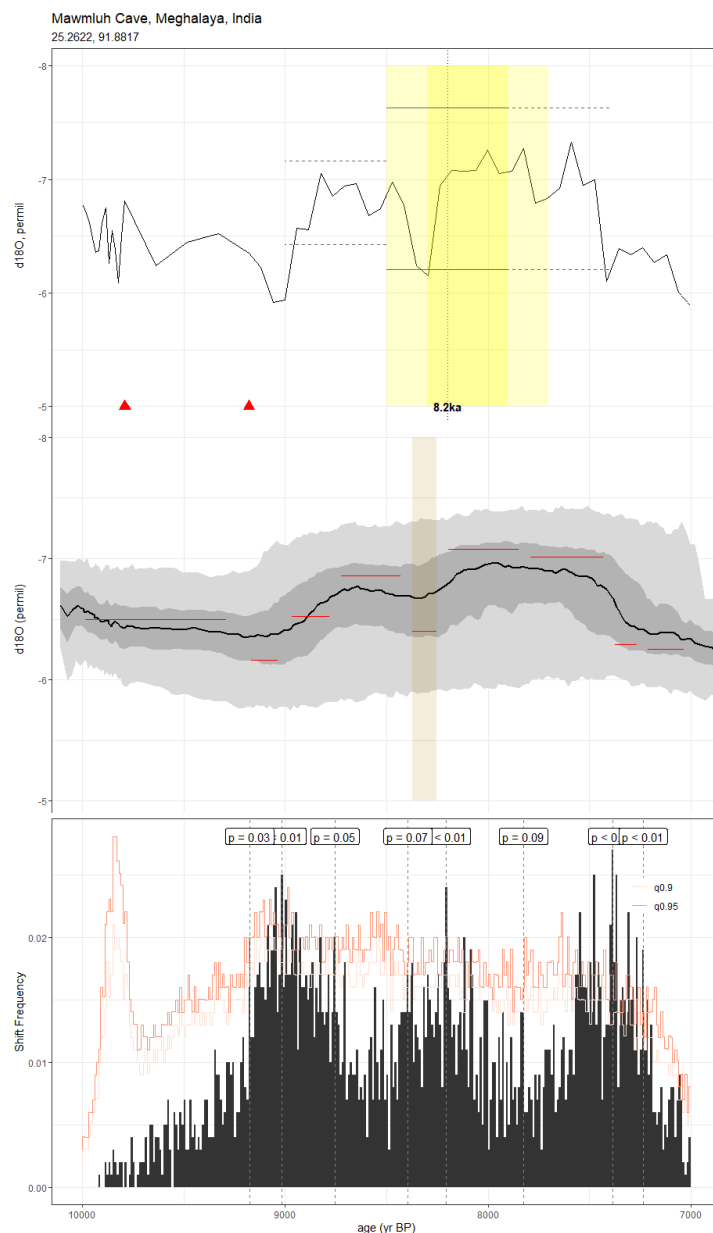 Mawmluh Cave, Meghalaya, India
25.2622, 91.8817
-8
-7
-6
-5
d18O, permil
8.2ka
-8
-7
-6
-5
d18O (permil)
p = 0.03 : 0.01 p = 0.05 p = 0.07 < 0.01 p = 0.09 p < 0. p < 0.01
q0.9
q0.95
0.02
0.01
0.00
Shift Frequency
10000 9000 8000 7000
age (yr BP)